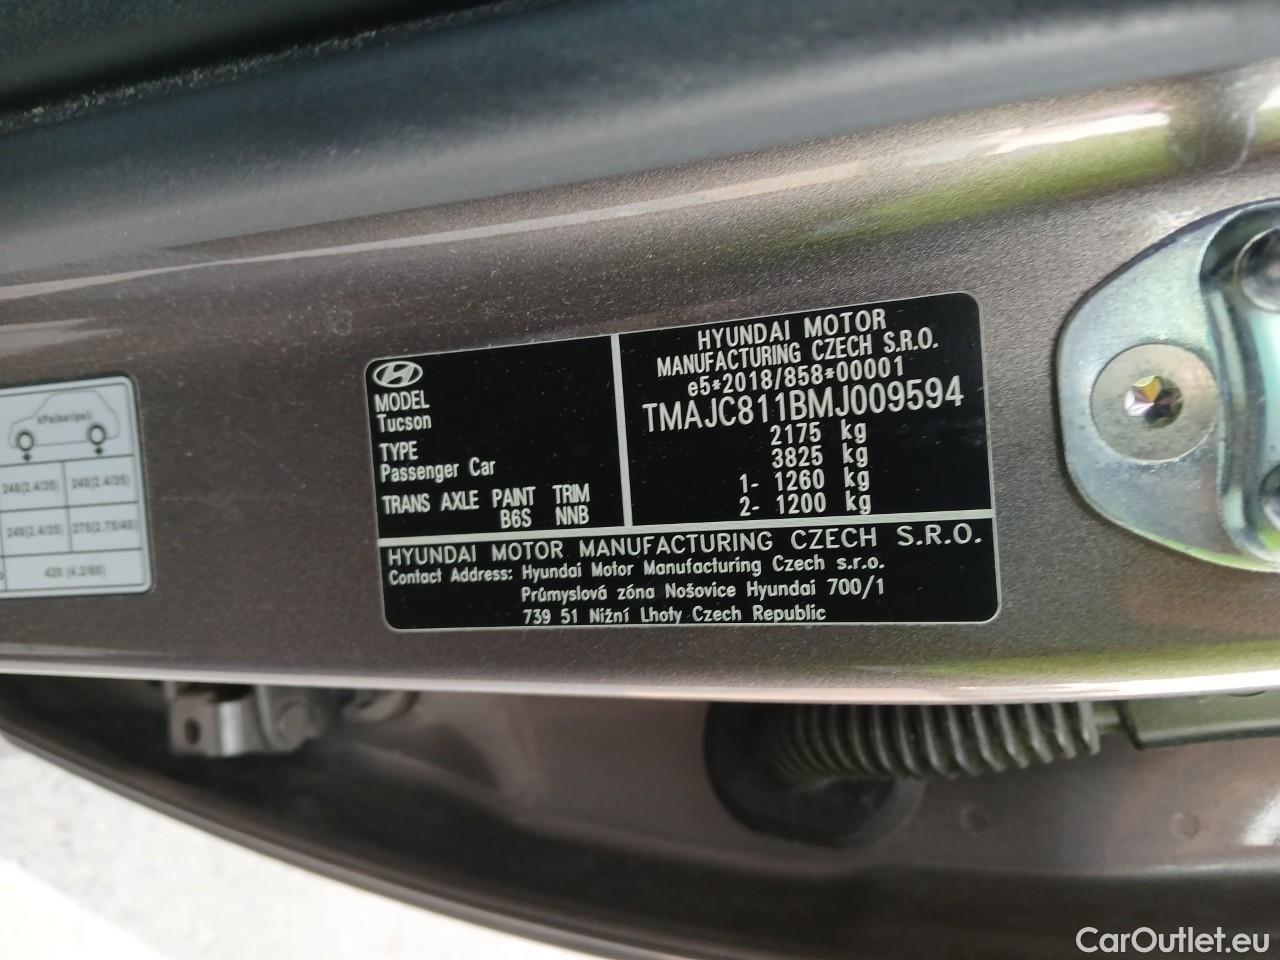 kPa(bar/psi)
240(2.4/35) 240(2.4/35)
240(2.4/35) 275(2.75/40)
420 (4.2/60)
MODEL
Tucson
TYPE
Passenger Car
TRANS AXLE PAINT TRIM
B6S NNB
HYUNDAI MOTOR
MANUFACTURING CZECH S.R.O.
e5*2018/858*00001
TMAJC811BMJ009594
2175 kg
3825 kg
1- 1260 kg
2- 1200 kg
HYUNDAI MOTOR MANUFACTURING CZECH S.R.O.
Contact Address: Hyundai Motor Manufacturing Czech s.r.o.
Průmyslová zóna Nošovice Hyundai 700/1
739 51 Nižní Lhoty Czech Republic
CarOutlet.eu